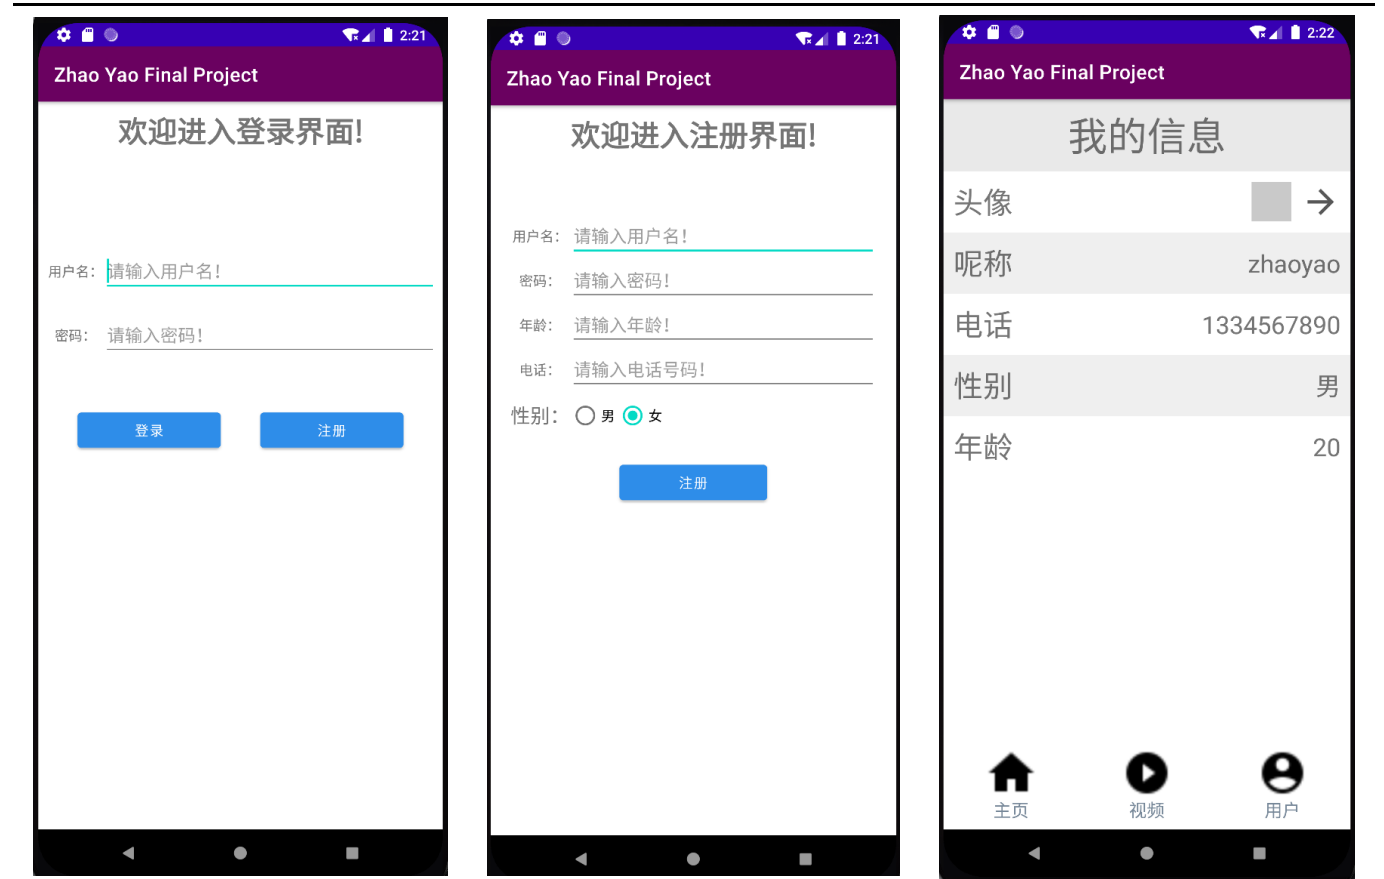 2:21
Zhao Yao Final Project
欢迎进入登录界面!
用户名： 请输入用户名！
密码： 请输入密码！
登录 注册
2:21
Zhao Yao Final Project
欢迎进入注册界面!
用户名： 请输入用户名！
密码： 请输入密码！
年龄： 请输入年龄！
电话： 请输入电话号码！
性别： 男 女
注册
2:22
Zhao Yao Final Project
我的信息
头像
呢称 zhaoyao
电话 1334567890
性别 男
年龄 20
主页 视频 用户